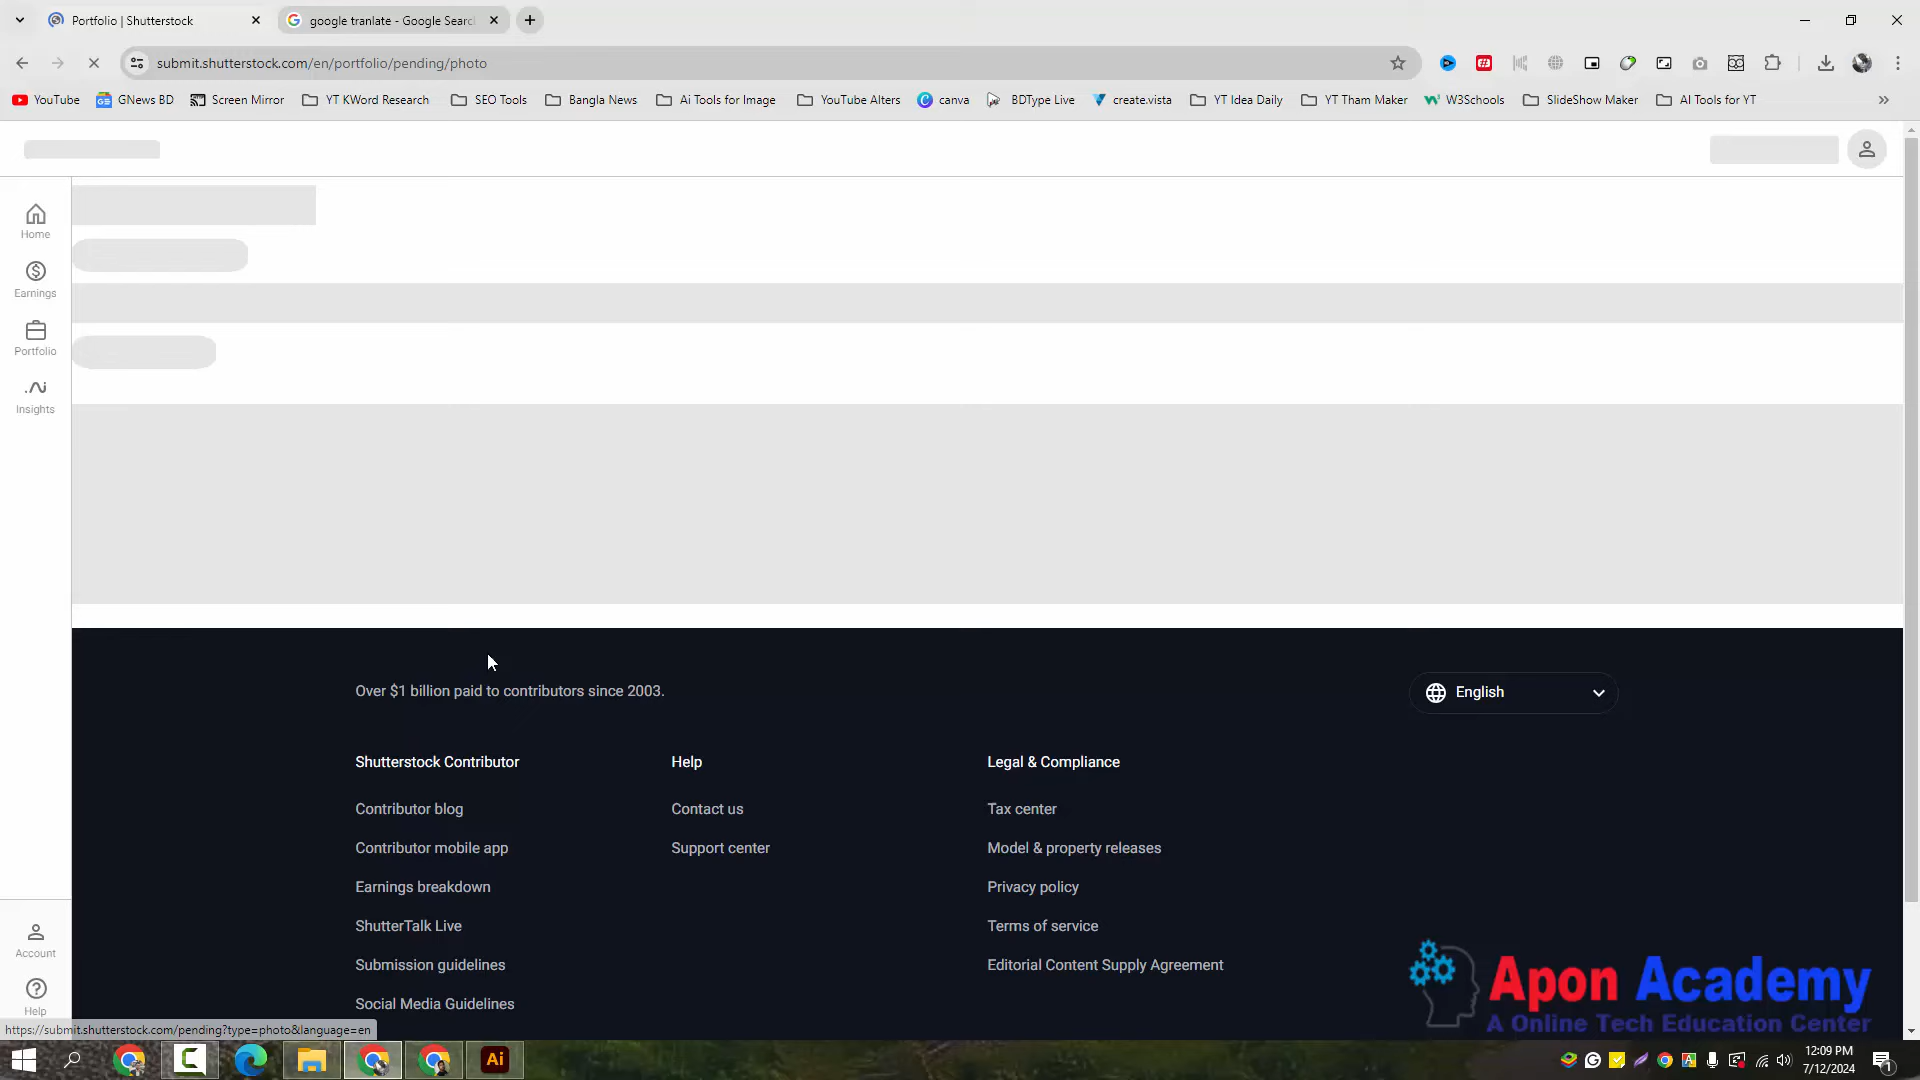 Portfolio | Shutterstock
google tranlate - Google Searc
submit.shutterstock.com/en/portfolio/pending/photo
YouTube
GNews BD
Screen Mirror
YT KWord Research
SEO Tools
Bangla News
Ai Tools for Image
YouTube Alters
canva
BDType Live
create.vista
YT Idea Daily
YT Tham Maker
W3Schools
SlideShow Maker
AI Tools for YT
Home
Earnings
Portfolio
Insights
Over $1 billion paid to contributors since 2003.
English
Shutterstock Contributor
Help
Legal & Compliance
Contributor blog
Contact us
Tax center
Contributor mobile app
Support center
Model & property releases
Earnings breakdown
Privacy policy
ShutterTalk Live
Terms of service
Submission guidelines
Editorial Content Supply Agreement
Social Media Guidelines
Account
Help
https://submit.shutterstock.com/pending?type=photo&language=en
Apon Academy
A Online Tech Education Center
Ai
12:09 PM
7/12/2024
1